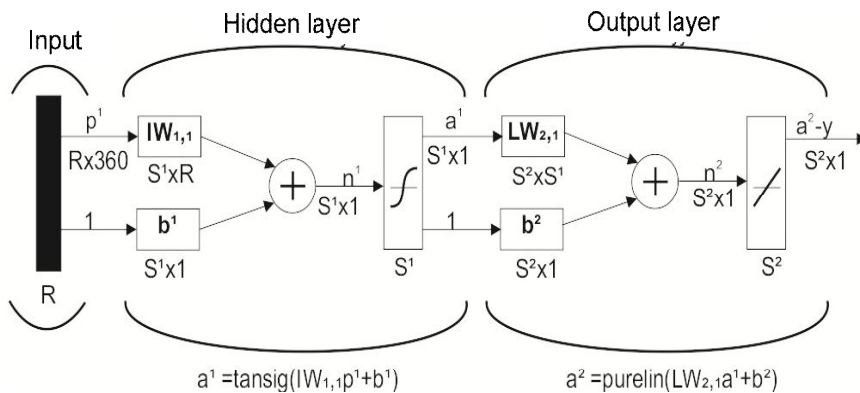 Input
Hidden layer
Output layer
p¹
IW₁,₁
a¹
LW₂,₁
a²-y
Rx360
S¹xR
n¹
S¹x1
S²xS¹
n²
S²x1
S¹x1
S²x1
1
b¹
1
b²
R
S¹x1
S¹
S²x1
S²
a¹ =tansig(IW₁,₁p¹+b¹)
a² =purelin(LW₂,₁a¹+b²)